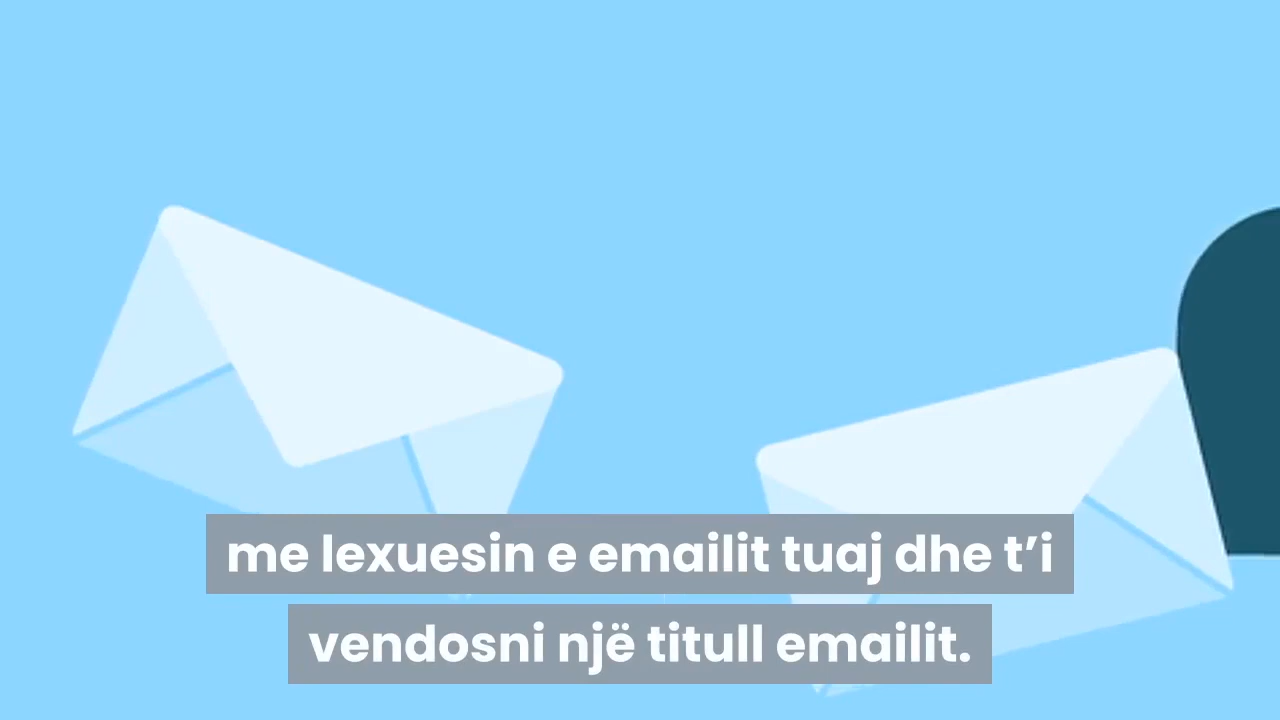 me lexuesin e emailit tuaj dhe t’i
vendosni një titull emailit.